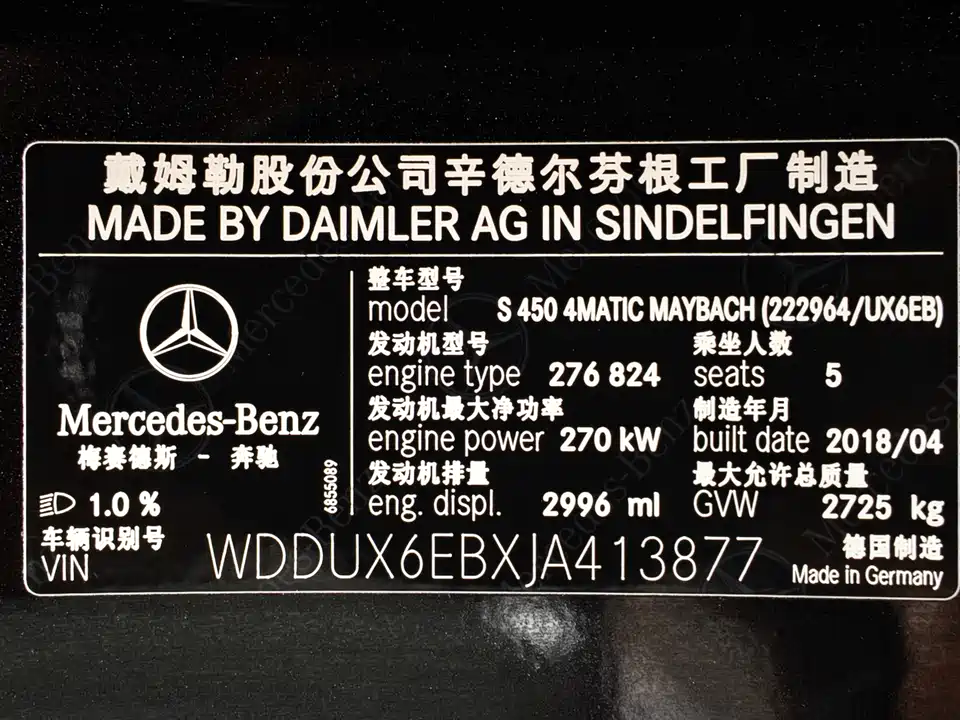 戴姆勒股份公司辛德尔芬根工厂制造
MADE BY DAIMLER AG IN SINDELFINGEN
整车型号
model S 450 4MATIC MAYBACH (222964/UX6EB)
发动机型号 乘坐人数
engine type 276 824 seats 5
发动机最大净功率 制造年月
engine power 270 kW built date 2018/04
发动机排量 最大允许总质量
eng. displ. 2996 ml GVW 2725 kg
Mercedes-Benz
梅赛德斯 - 奔驰
6855089
1.0 %
车辆识别号
VIN WDDUX6EBXJA413877
德国制造
Made in Germany